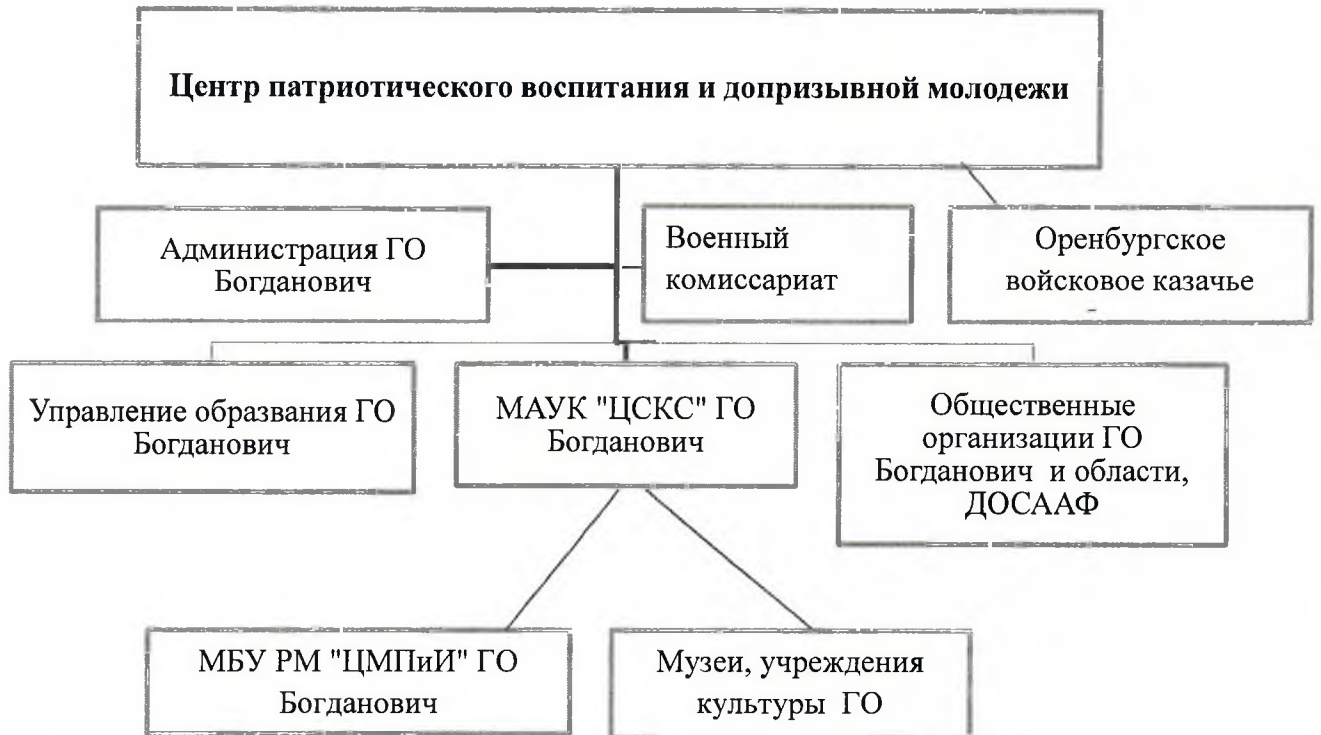 Центр патриотического воспитания и допризывной молодежи
Администрация ГО
Богданович
Военный
комиссариат
Оренбургское
войсковое казачье
Управление образвания ГО
Богданович
МАУК "ЦСКС" ГО
Богданович
Общественные
организации ГО
Богданович и области,
ДОСААФ
МБУ РМ "ЦМПиИ" ГО
Богданович
Музеи, учреждения
культуры ГО